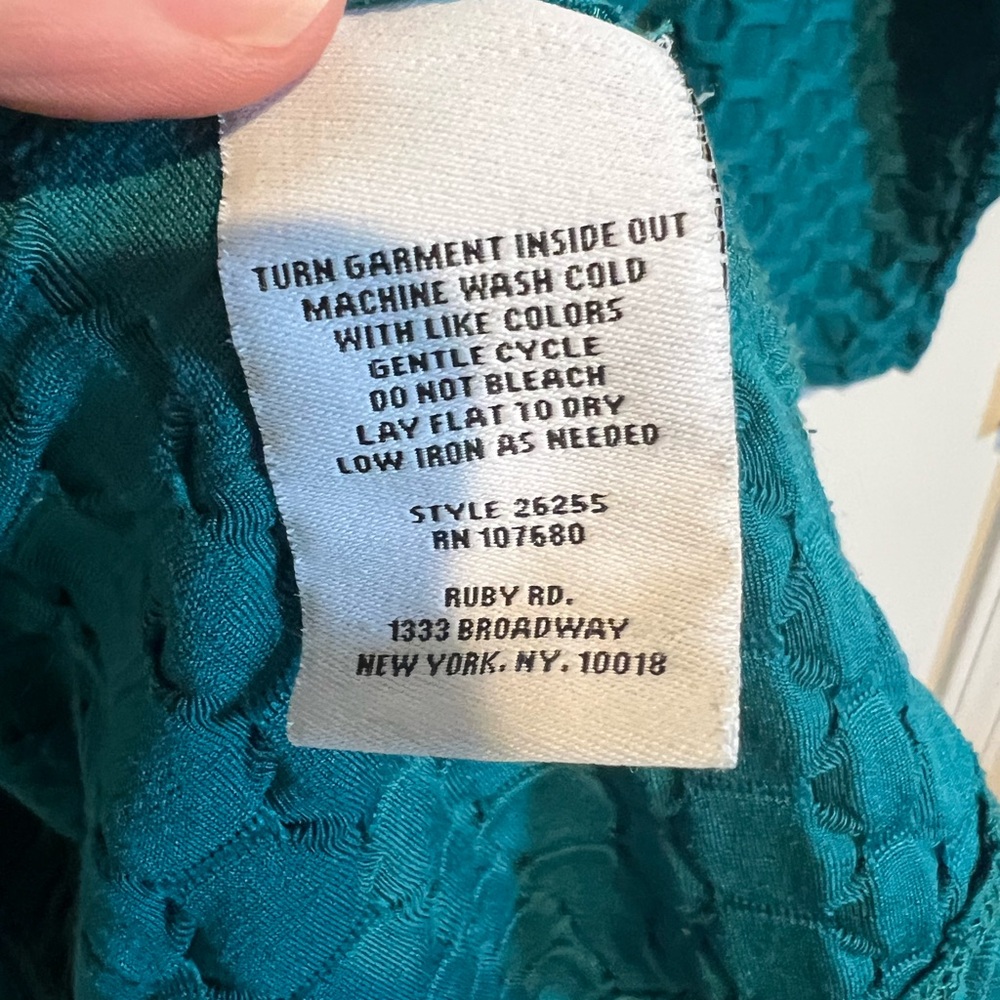 TURN GARMENT INSIDE OUT
MACHINE WASH COLD
WITH LIKE COLORS
GENTLE CYCLE
DO NOT BLEACH
LAY FLAT TO DRY
LOW IRON AS NEEDED
STYLE 26255
RN 107680
RUBY RD.
1333 BROADWAY
NEW YORK. NY. 10018